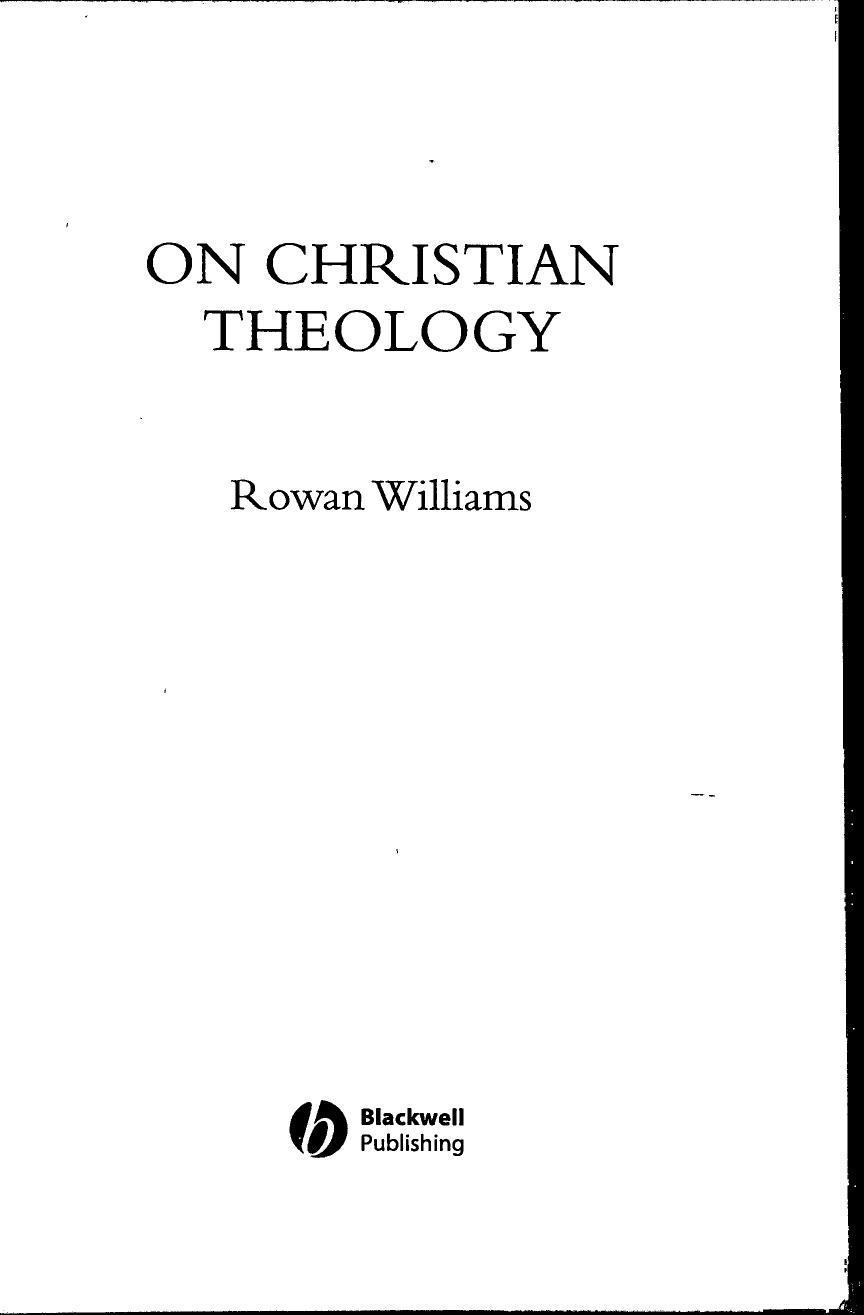 ON CHRISTIAN
THEOLOGY
Rowan Williams
b
Blackwell
Publishing